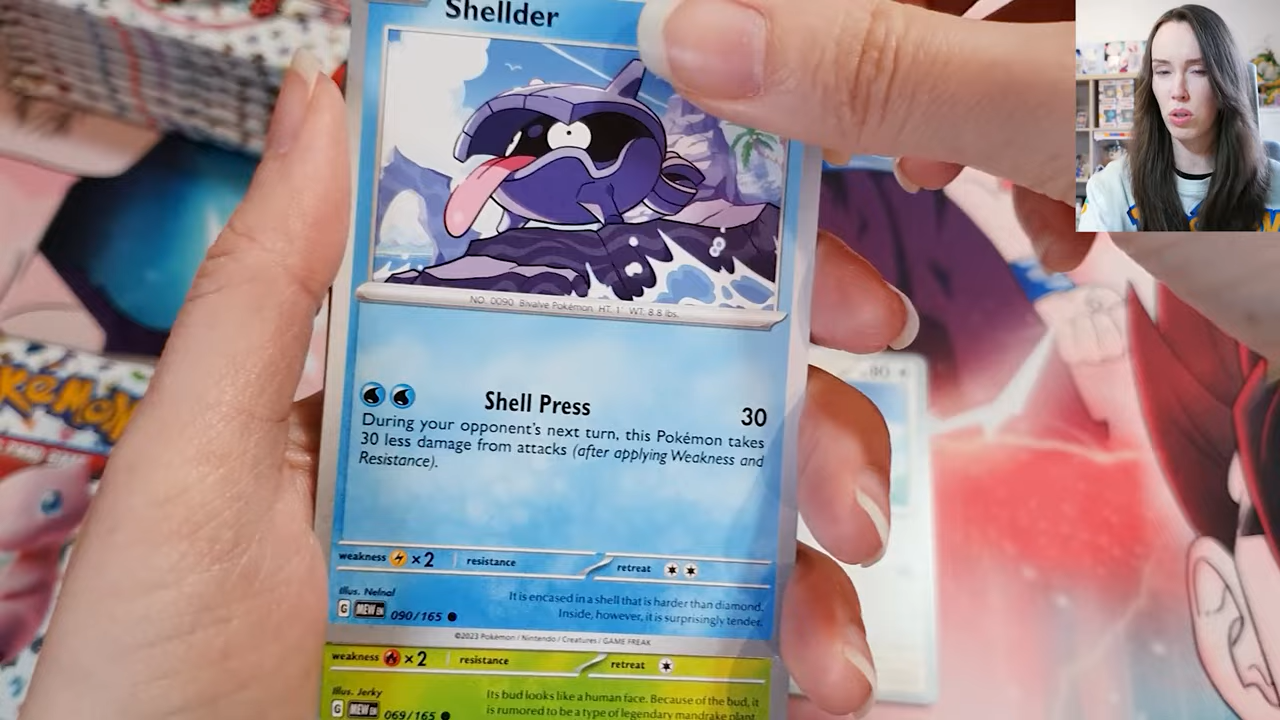 Shellder
NO. 0090 Bivalve Pokémon HT. 1' WT. 8.8 lbs.
Shell Press 30
During your opponent's next turn, this Pokémon takes
30 less damage from attacks (after applying Weakness and
Resistance).
weakness ×2 resistance retreat
Illus. Nelnal
It is encased in a shell that is harder than diamond.
Inside, however, it is surprisingly tender.
G MEW EN 090/165
©2023 Pokémon / Nintendo / Creatures / GAME FREAK
weakness ×2 resistance retreat
Illus. Jerky
Its bud looks like a human face. Because of the bud, it
is rumored to be a type of legendary mandrake plant.
G MEW EN 069/165
POKéMON
80